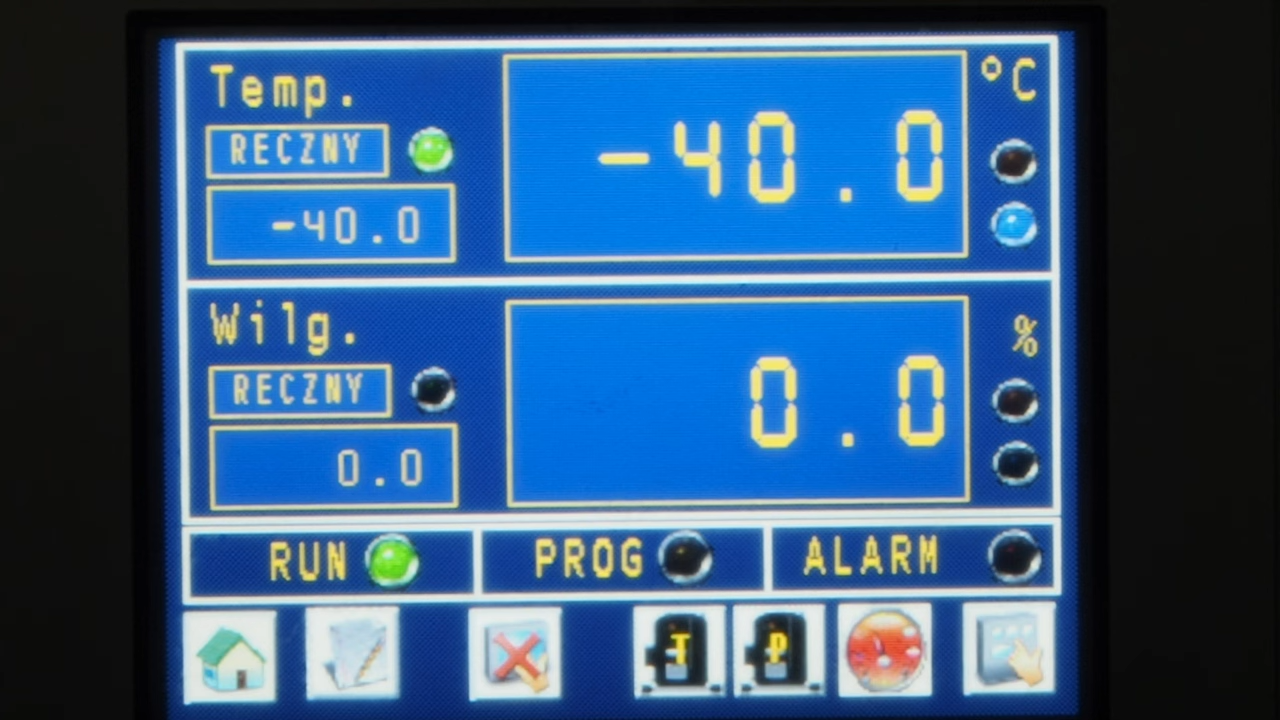 Temp.
°C
RECZNY
-40.0
-40.0
Wilg.
%
RECZNY
0.0
0.0
RUN
PROG
ALARM
T
P